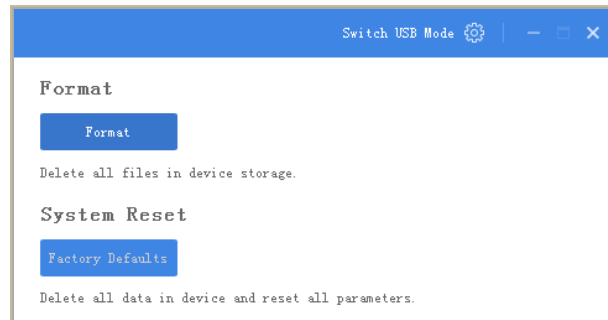 Switch USB Mode
Format
Format
Delete all files in device storage.
System Reset
Factory Defaults
Delete all data in device and reset all parameters.